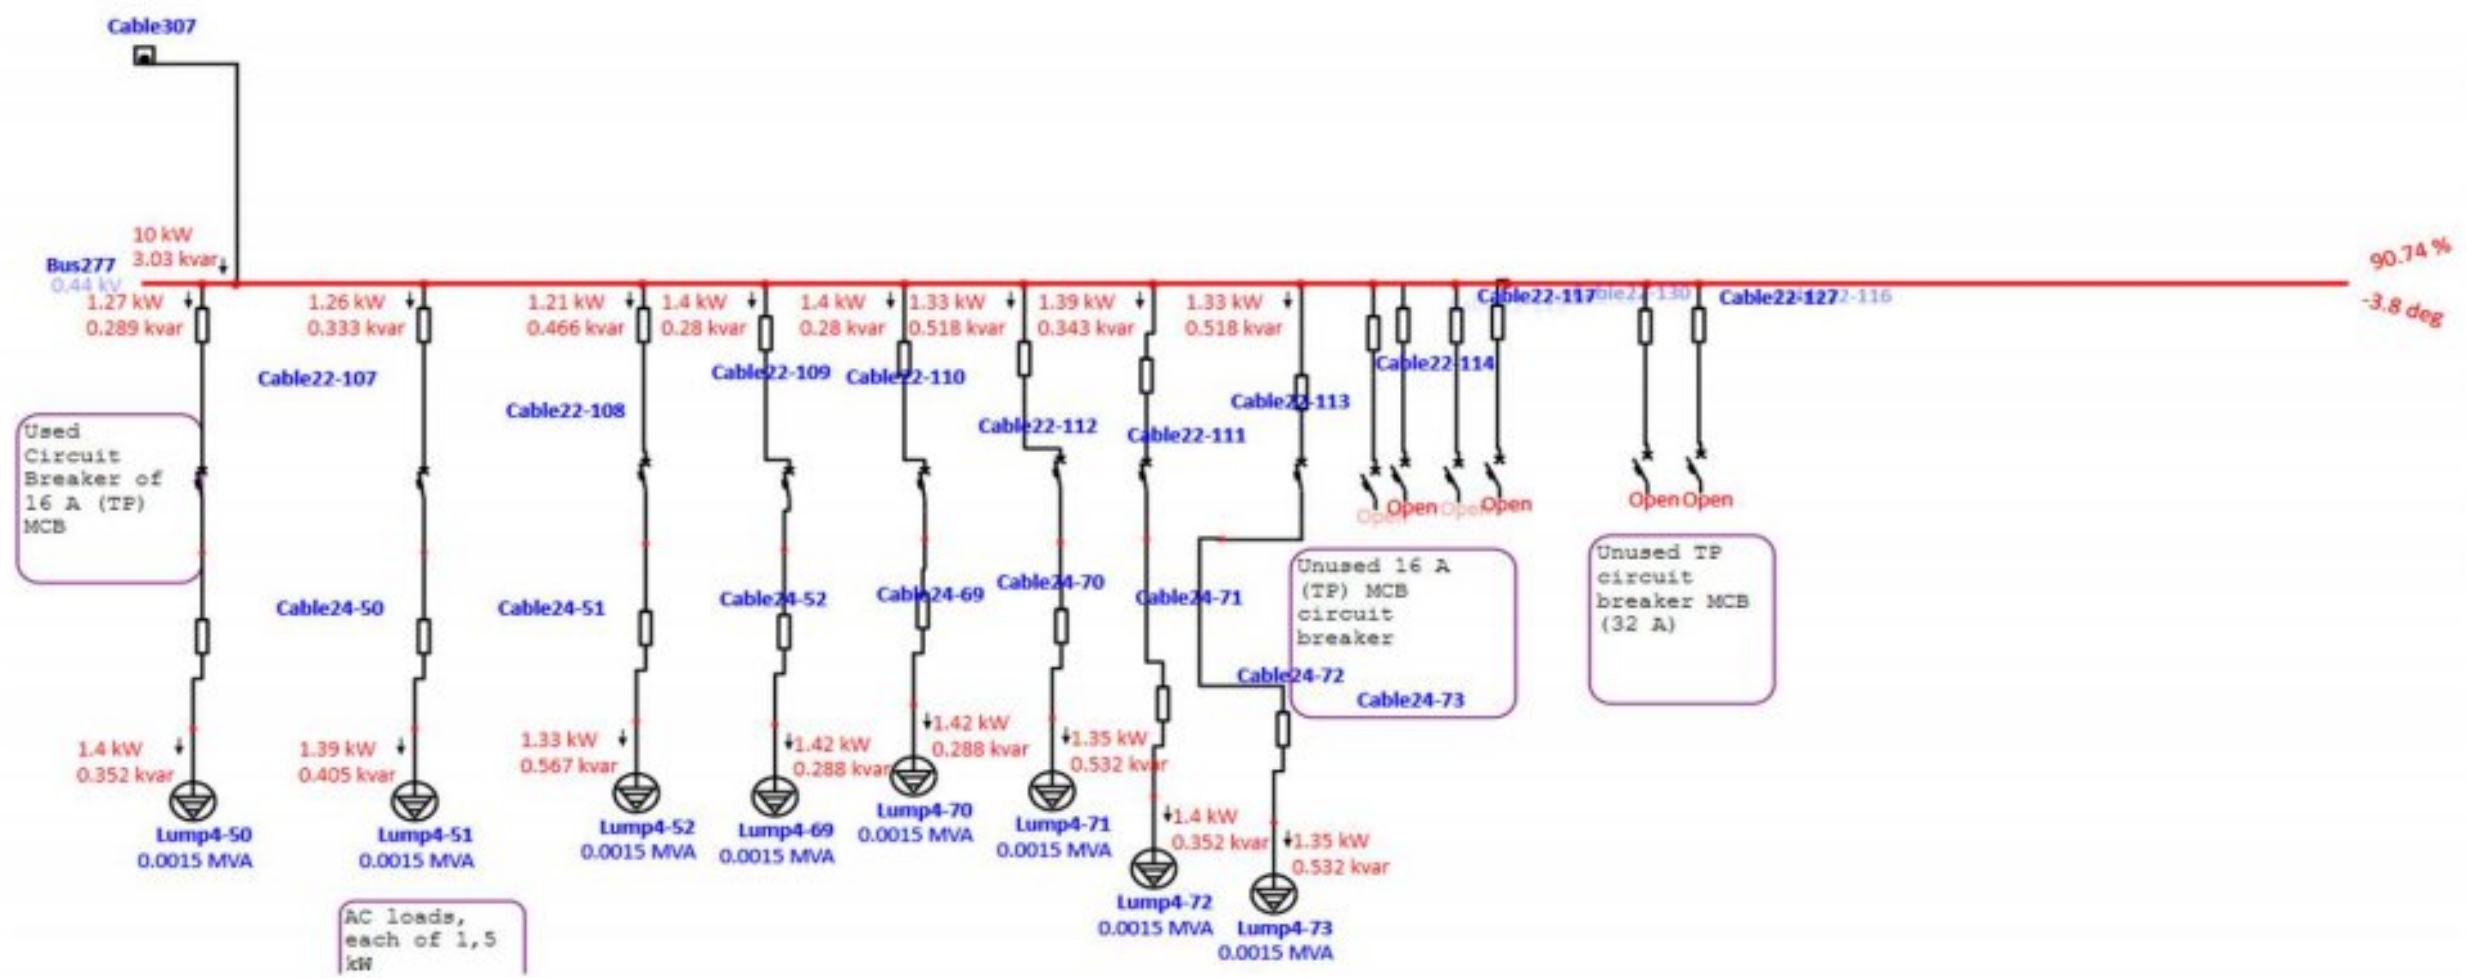 Cable307
10 kW
3.03 kvar
Bus277
0.44 kV
90.74 %
-3.8 deg
1.27 kW
0.289 kvar
1.26 kW
0.333 kvar
1.21 kW
0.466 kvar
1.4 kW
0.28 kvar
1.4 kW
0.28 kvar
1.33 kW
0.518 kvar
1.39 kW
0.343 kvar
1.33 kW
0.518 kvar
Cable22-117
Cable22-127
Cable22-107
Cable22-108
Cable22-109
Cable22-110
Cable22-112
Cable22-111
Cable22-113
Cable22-114
Used
Circuit
Breaker of
16 A (TP)
MCB
Open
Open
Open
Open
Open
Open
Unused 16 A
(TP) MCB
circuit
breaker
Unused TP
circuit
breaker MCB
(32 A)
Cable24-50
Cable24-51
Cable24-52
Cable24-69
Cable24-70
Cable24-71
Cable24-72
Cable24-73
1.4 kW
0.352 kvar
1.39 kW
0.405 kvar
1.33 kW
0.567 kvar
1.42 kW
0.288 kvar
1.42 kW
0.288 kvar
1.35 kW
0.532 kvar
1.4 kW
0.352 kvar
1.35 kW
0.532 kvar
Lump4-50
0.0015 MVA
Lump4-51
0.0015 MVA
Lump4-52
0.0015 MVA
Lump4-69
0.0015 MVA
Lump4-70
0.0015 MVA
Lump4-71
0.0015 MVA
Lump4-72
0.0015 MVA
Lump4-73
0.0015 MVA
AC loads,
each of 1,5
kW